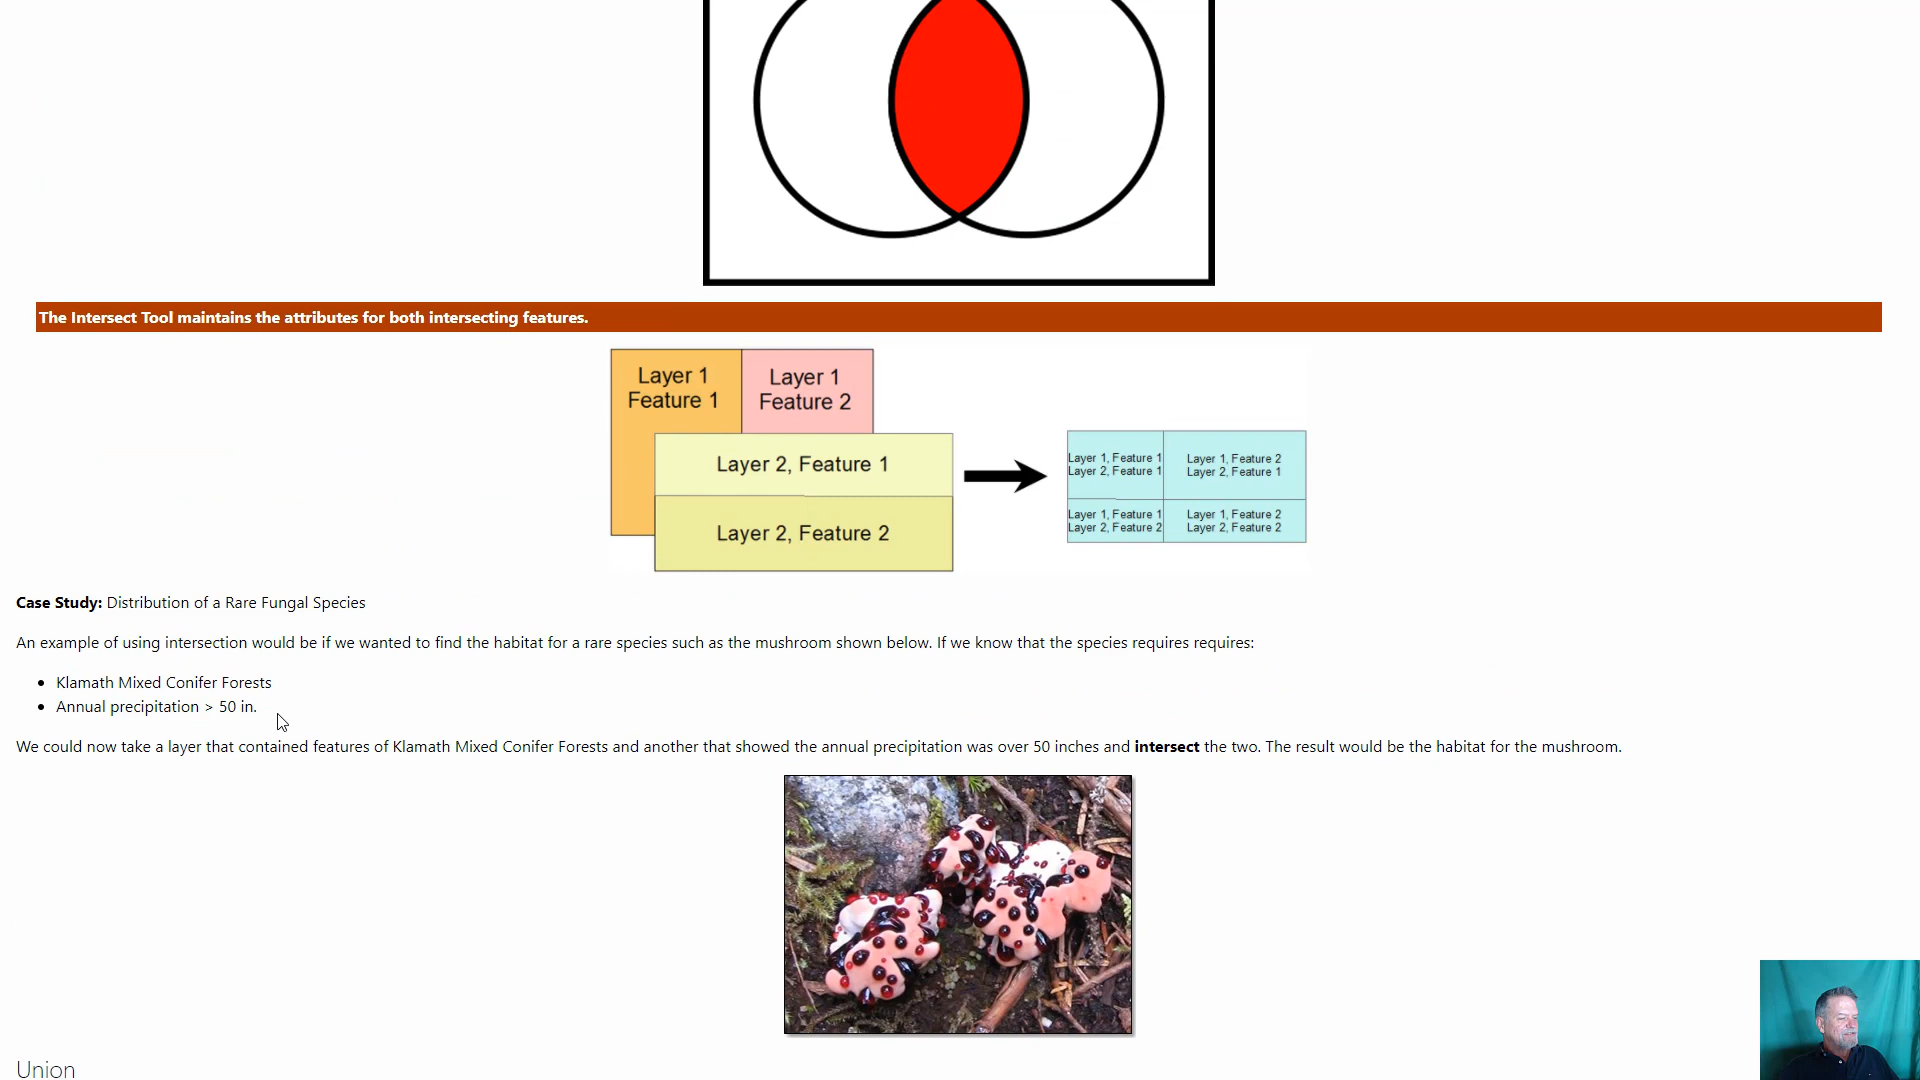 The Intersect Tool maintains the attributes for both intersecting features.
Layer 1
Feature 1
Layer 1
Feature 2
Layer 2, Feature 1
Layer 2, Feature 2
Layer 1, Feature 1
Layer 2, Feature 1
Layer 1, Feature 2
Layer 2, Feature 1
Layer 1, Feature 1
Layer 2, Feature 2
Layer 1, Feature 2
Layer 2, Feature 2
Case Study: Distribution of a Rare Fungal Species
An example of using intersection would be if we wanted to find the habitat for a rare species such as the mushroom shown below. If we know that the species requires requires:
• Klamath Mixed Conifer Forests
• Annual precipitation > 50 in.
We could now take a layer that contained features of Klamath Mixed Conifer Forests and another that showed the annual precipitation was over 50 inches and intersect the two. The result would be the habitat for the mushroom.
Union